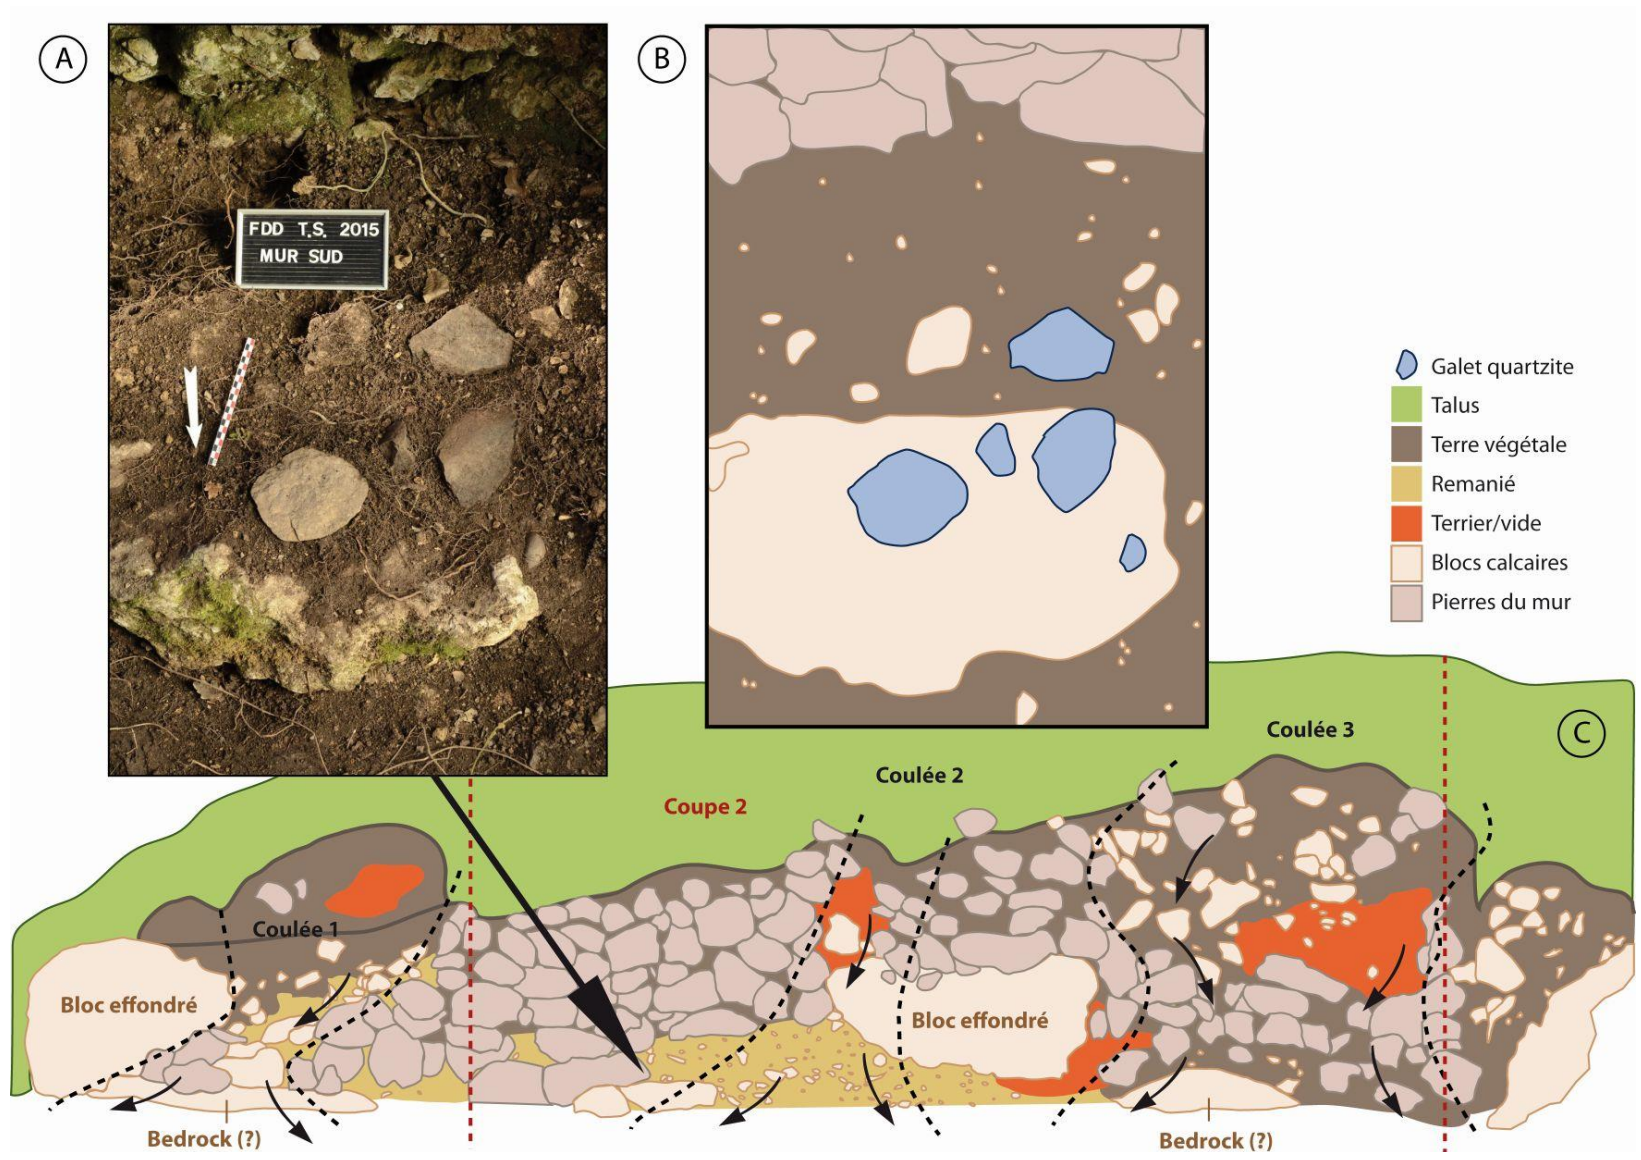 A
FDD T.S. 2015
MUR SUD
B
Galet quartzite
Talus
Terre végétale
Remanié
Terrier/vide
Blocs calcaires
Pierres du mur
C
Coulée 3
Coulée 2
Coupe 2
Coulée 1
Bloc effondré
Bloc effondré
Bedrock (?)
Bedrock (?)